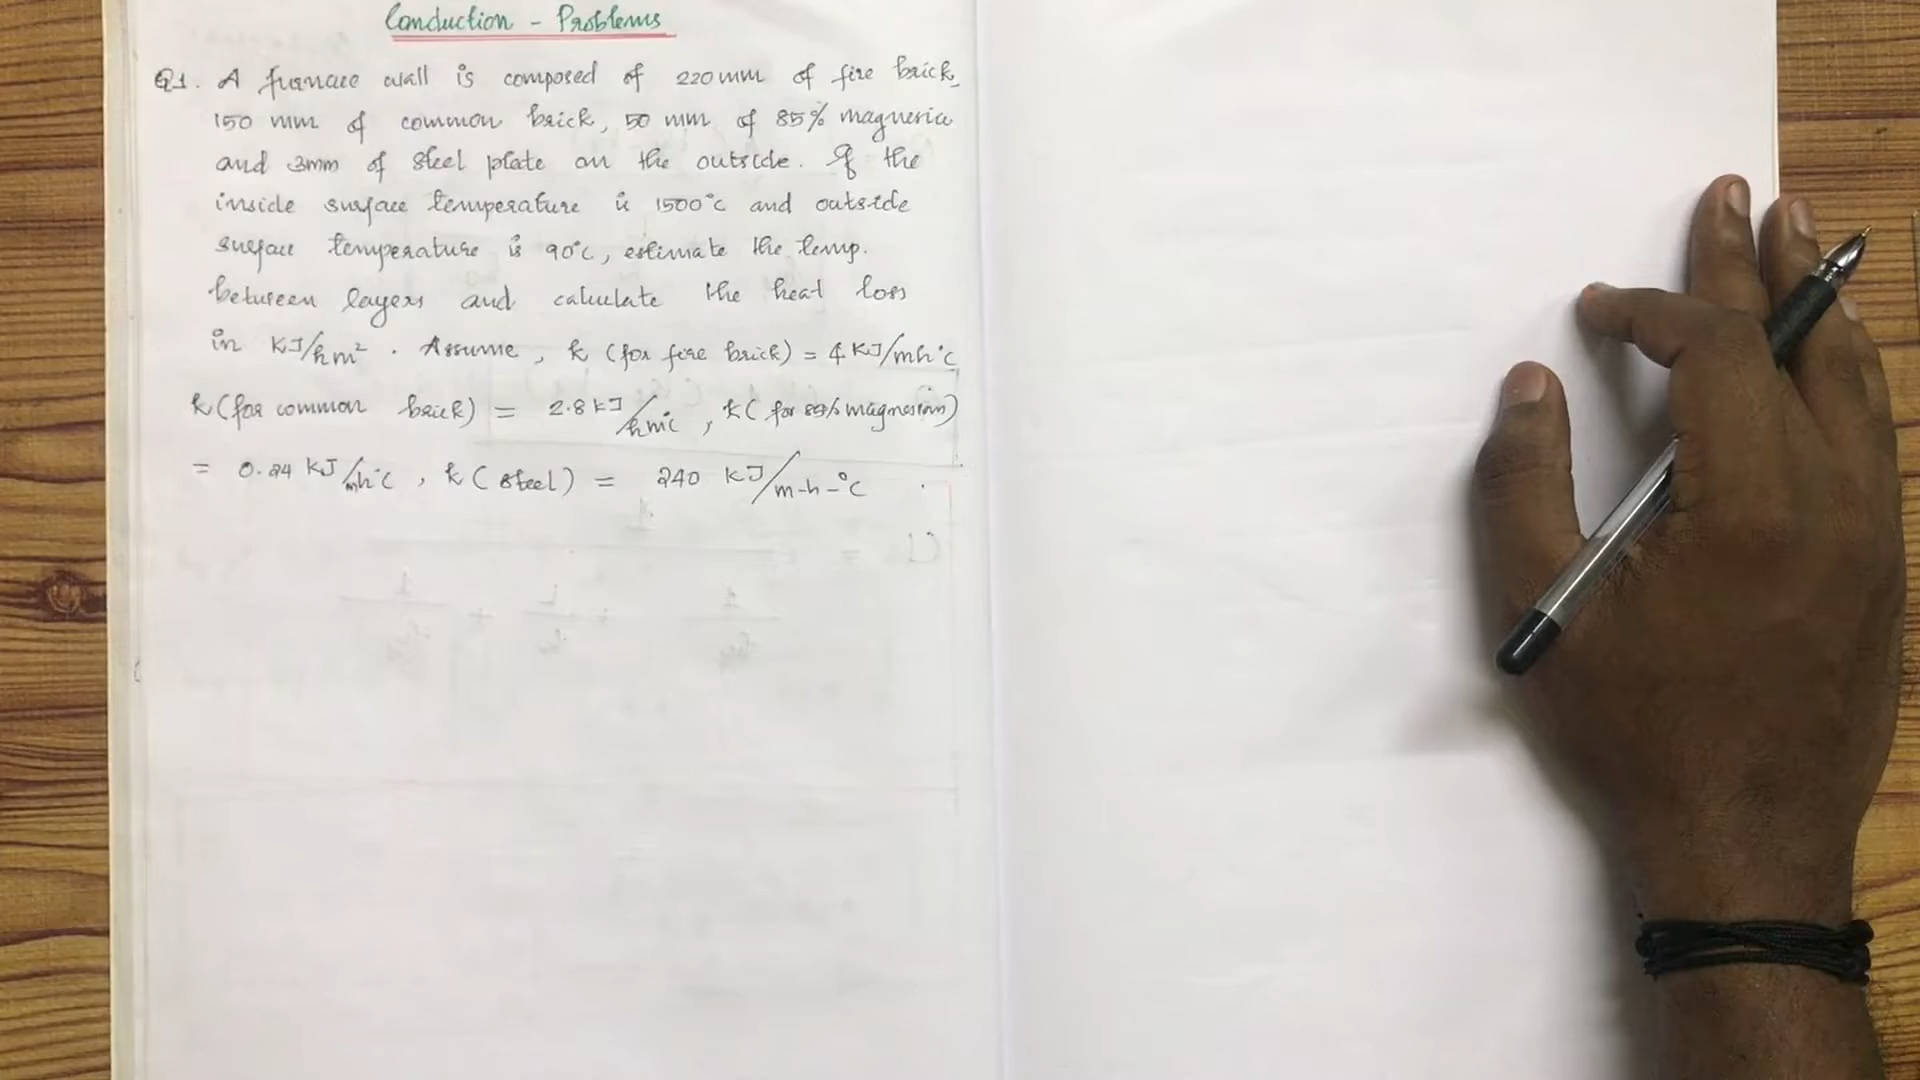 Conduction - Problems
Q1. A furnace wall is composed of 220 mm of fire brick,
150 mm of common brick, 50 mm of 85% magnesia
and 3mm of steel plate on the outside. If the
inside surface temperature is 1500°c and outside
surface temperature is 90°c, estimate the temp.
between layers and calculate the heat loss
in KJ/hm². Assume, k (for fire brick) = 4 KJ/mh°c
k (for common brick) = 2.8 kJ/hm°c, k( for 85% magnesia)
= 0.24 kJ/mh°c, k ( steel) = 240 kJ/m-h-°c